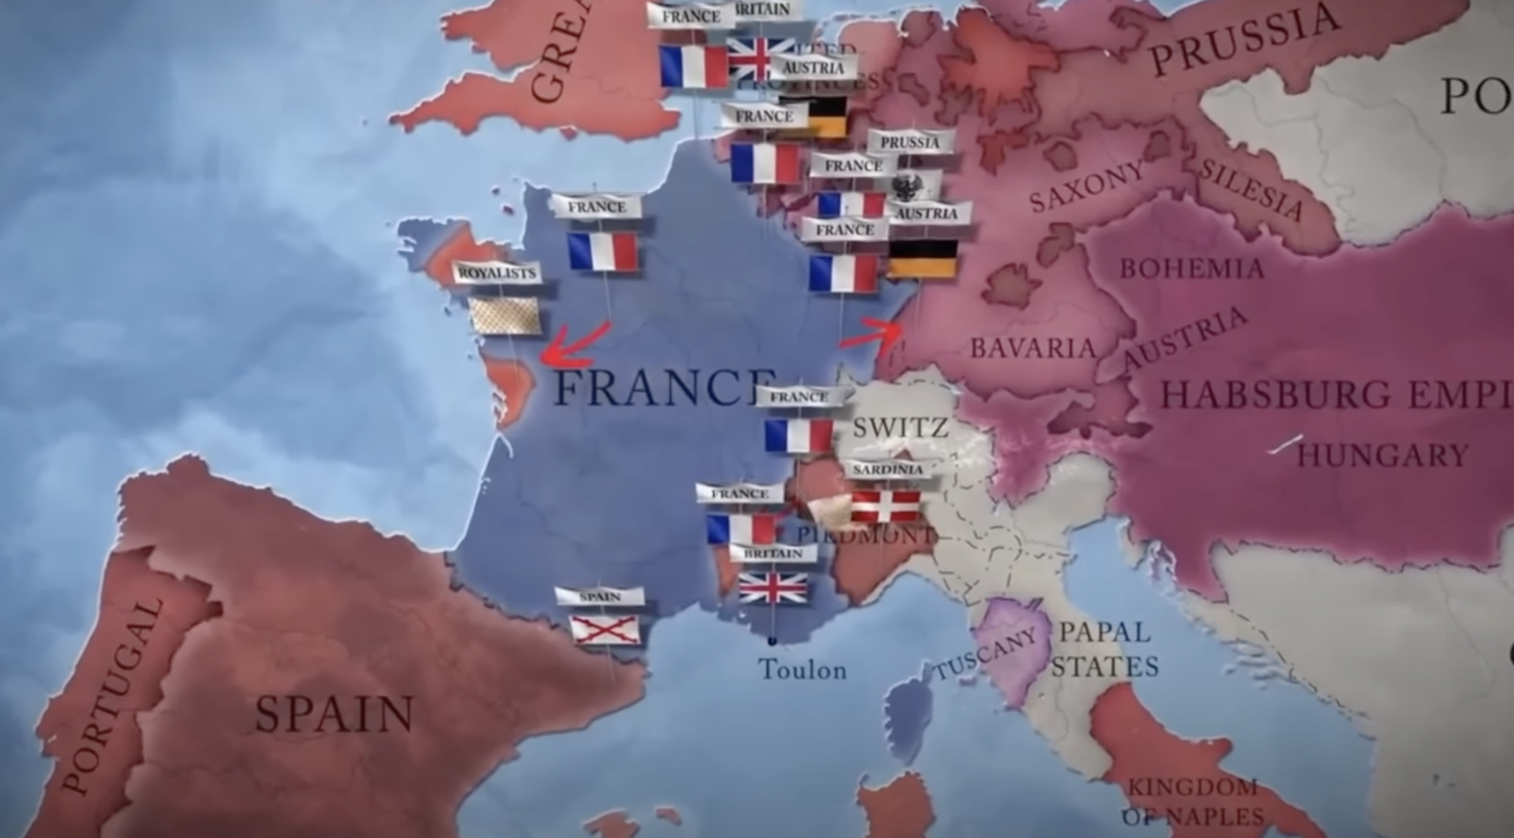 FRANCE
BRITAIN
GREA
PRUSSIA
AUSTRIA
PO
FRANCE
PRUSSIA
FRANCE
SAXONY
SILESIA
FRANCE
AUSTRIA
FRANCE
ROYALISTS
BOHEMIA
BAVARIA
AUSTRIA
FRANCE
FRANCE
HABSBURG EMPI
SWITZ
HUNGARY
SARDINIA
FRANCE
PIEDMONT
BRITAIN
SPAIN
PORTUGAL
Toulon
TUSCANY
PAPAL
STATES
SPAIN
KINGDOM
OF NAPLES